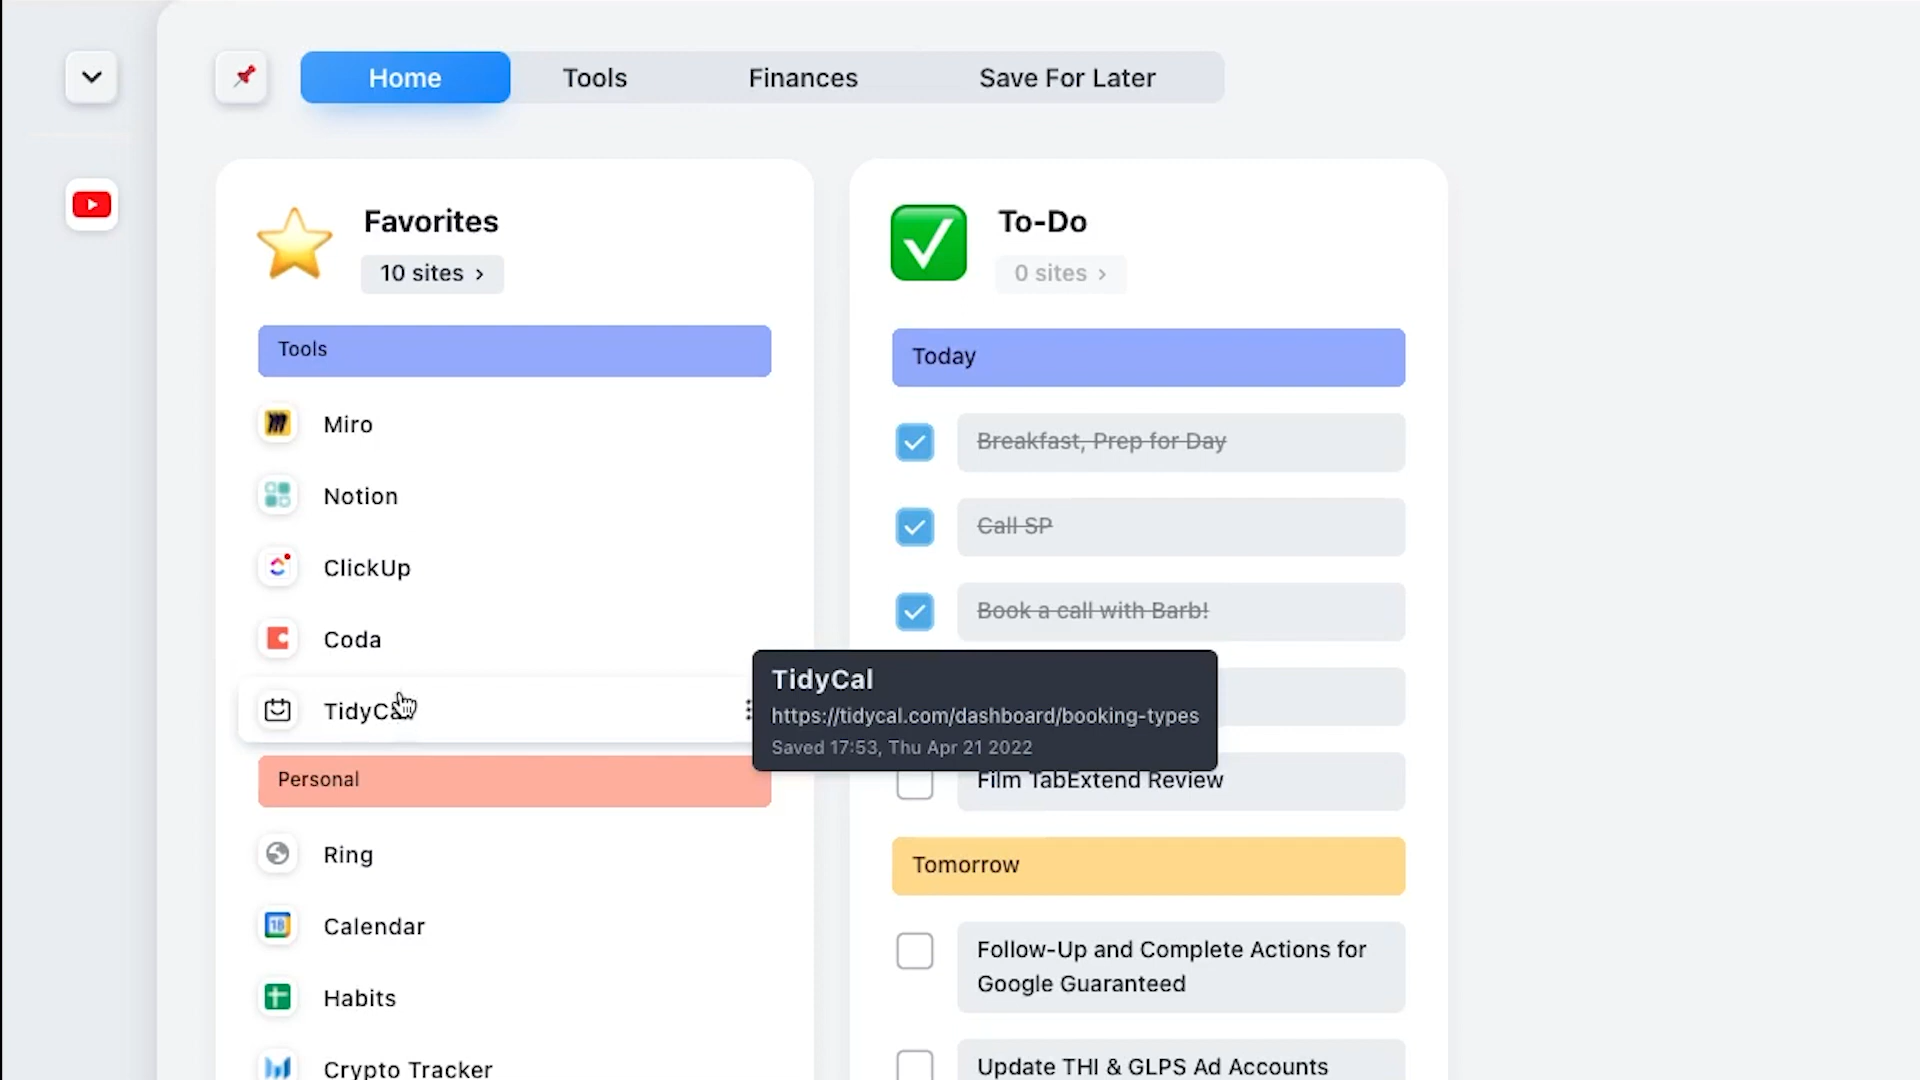 Home
Tools
Finances
Save For Later
Favorites
10 sites >
Tools
Miro
Notion
ClickUp
Coda
TidyCal
Personal
Ring
Calendar
Habits
Crypto Tracker
To-Do
0 sites >
Today
Breakfast, Prep for Day
Call SP
Book a call with Barb!
TidyCal
https://tidycal.com/dashboard/booking-types
Saved 17:53, Thu Apr 21 2022
Film TabExtend Review
Tomorrow
Follow-Up and Complete Actions for
Google Guaranteed
Update THI & GLPS Ad Accounts